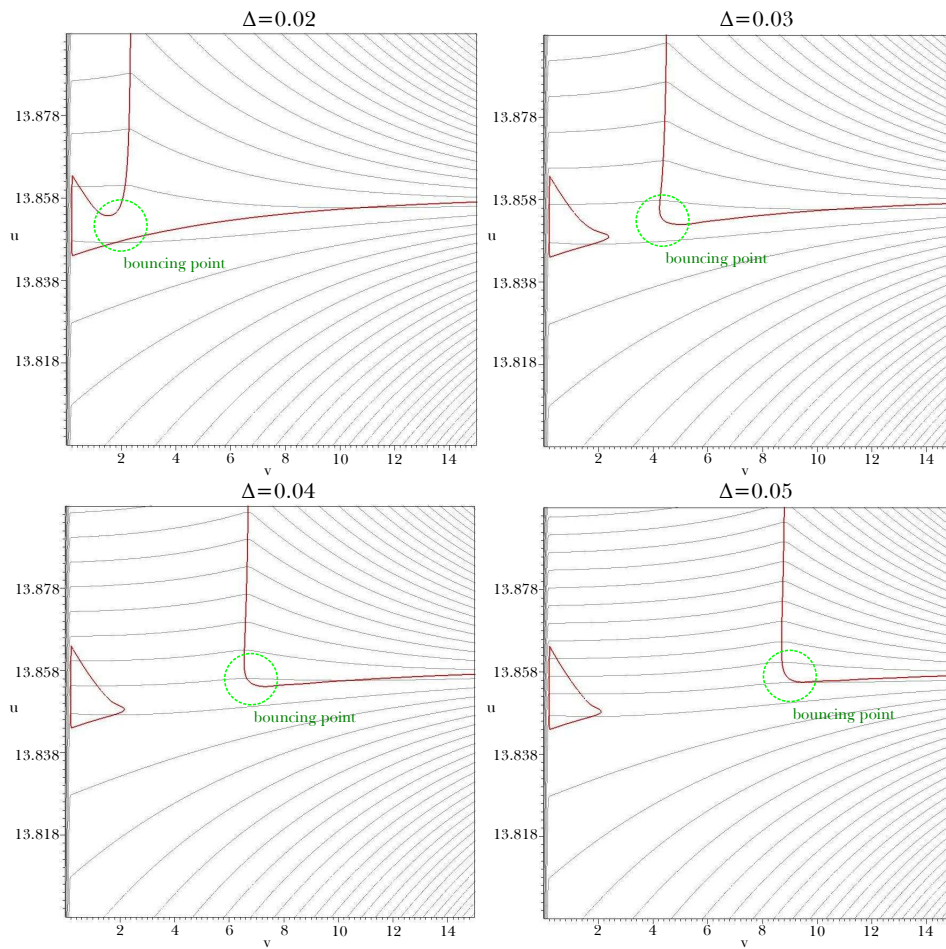 Δ=0.02
13.878
13.858
u
bouncing point
13.838
13.818
2 4 6 8 10 12 14
v
Δ=0.03
13.878
13.858
u
bouncing point
13.838
13.818
2 4 6 8 10 12 14
v
Δ=0.04
13.878
13.858
u
bouncing point
13.838
13.818
2 4 6 8 10 12 14
v
Δ=0.05
13.878
13.858
u
bouncing point
13.838
13.818
2 4 6 8 10 12 14
v